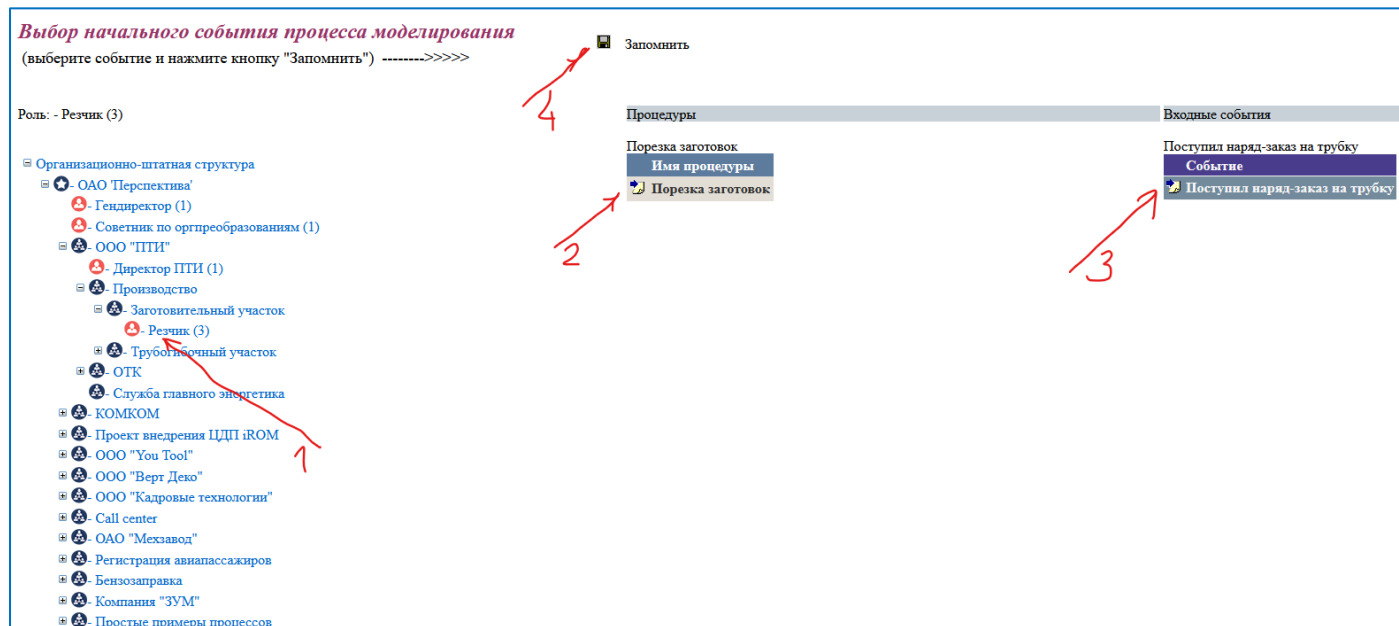 Выбор начального события процесса моделирования
(выберите событие и нажмите кнопку "Запомнить") -------->>>>>
Запомнить
4
Роль: - Резчик (3)
Процедуры
Входные события
Порезка заготовок
Поступил наряд-заказ на трубку
Имя процедуры
Событие
Порезка заготовок
Поступил наряд-заказ на трубку
2
3
Организационно-штатная структура
- ОАО 'Перспектива'
- Гендиректор (1)
- Советник по оргпреобразованиям (1)
- ООО "ПТИ"
- Директор ПТИ (1)
- Производство
- Заготовительный участок
- Резчик (3)
- Трубогибочный участок
- ОТК
- Служба главного энергетика
- КОМКОМ
- Проект внедрения ЦДП iROM
1
- ООО "You Tool"
- ООО "Верт Деко"
- ООО "Кадровые технологии"
- Call center
- ОАО "Мехзавод"
- Регистрация авиапассажиров
- Бензозаправка
- Компания "ЗУМ"
- Простые примеры процессов